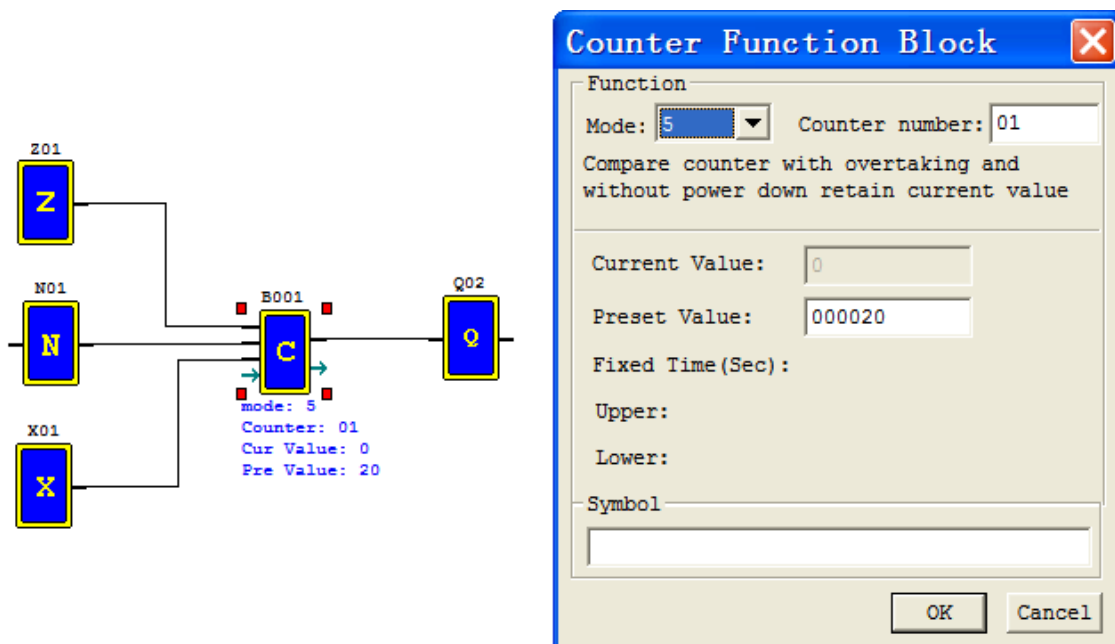 Z01
Z
N01
N
X01
X
B001
C
mode: 5
Counter: 01
Cur Value: 0
Pre Value: 20
Q02
Q
Counter Function Block
Function
Mode: 5 Counter number: 01
Compare counter with overtaking and
without power down retain current value
Current Value: 0
Preset Value: 000020
Fixed Time(Sec):
Upper:
Lower:
Symbol
OK Cancel